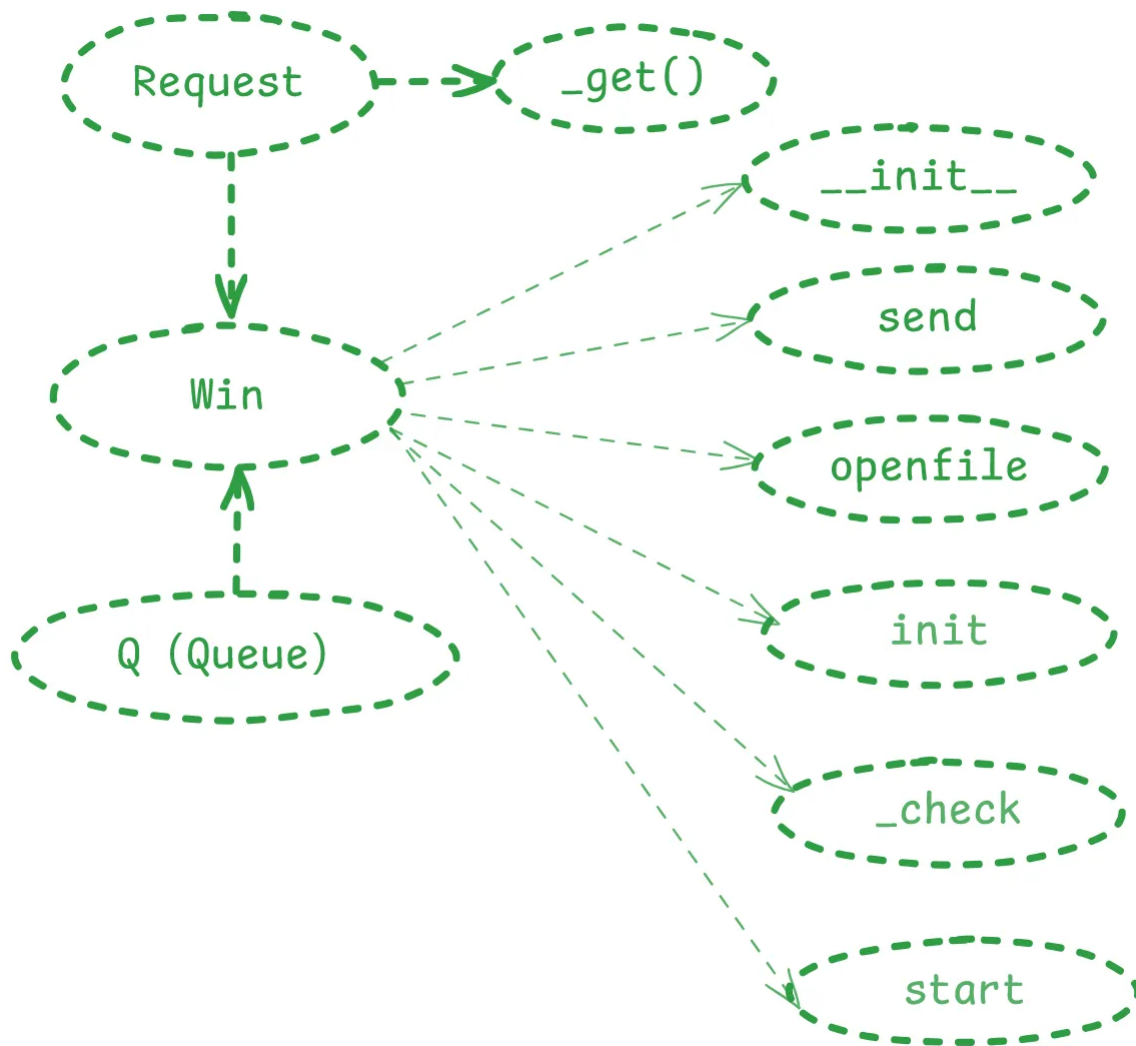 Request
_get()
__init__
send
Win
openfile
init
Q (Queue)
_check
start